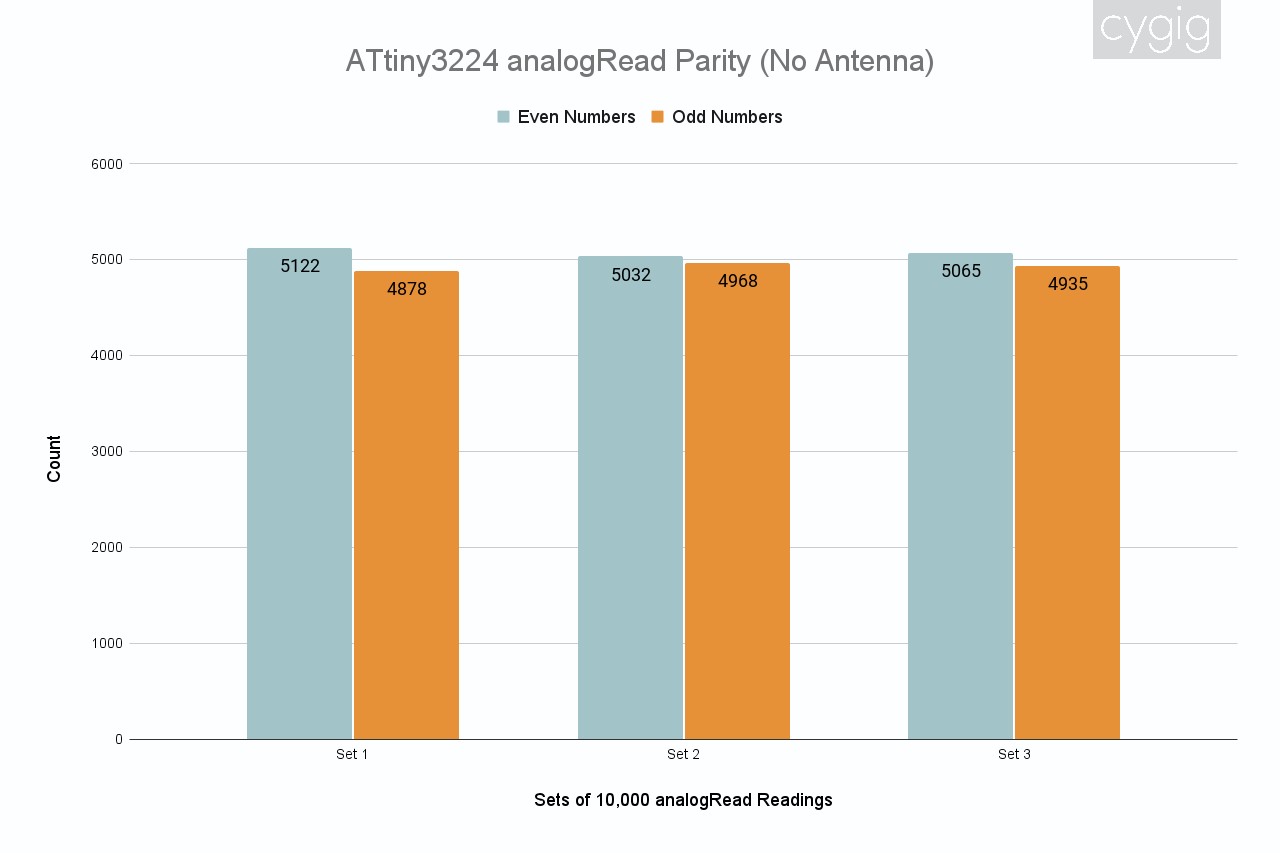 cygig
ATtiny3224 analogRead Parity (No Antenna)
Even Numbers Odd Numbers
6000
5000
4000
3000
2000
1000
0
Count
5122 4878 5032 4968 5065 4935
Set 1 Set 2 Set 3
Sets of 10,000 analogRead Readings